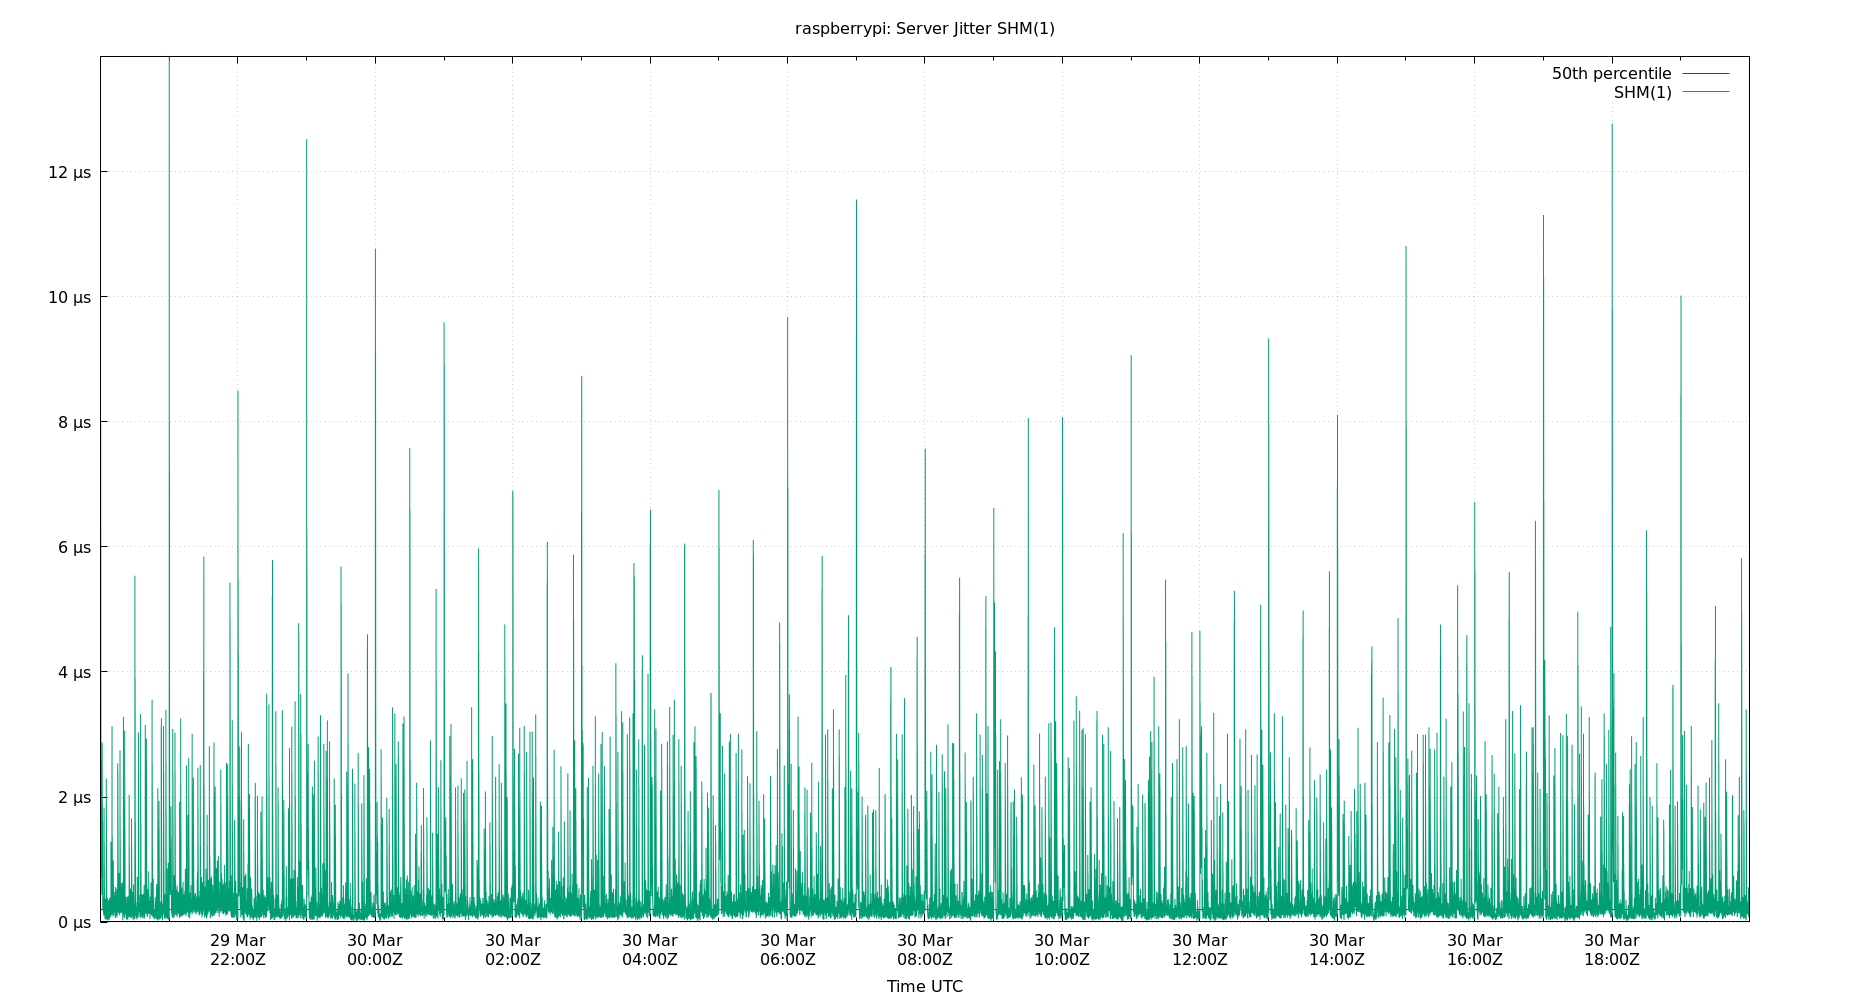 raspberrypi: Server Jitter SHM(1)
50th percentile
SHM(1)
12 µs
10 µs
8 µs
6 µs
4 µs
2 µs
0 µs
29 Mar 30 Mar 30 Mar 30 Mar 30 Mar 30 Mar 30 Mar 30 Mar 30 Mar 30 Mar 30 Mar
22:00Z 00:00Z 02:00Z 04:00Z 06:00Z 08:00Z 10:00Z 12:00Z 14:00Z 16:00Z 18:00Z
Time UTC